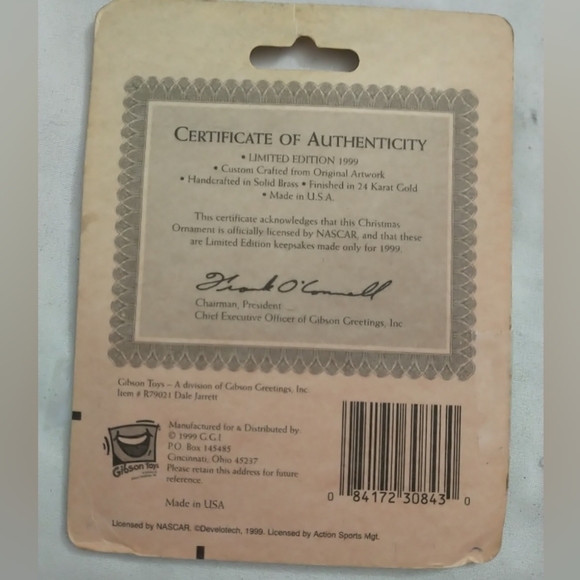 CERTIFICATE OF AUTHENTICITY
• LIMITED EDITION 1999
• Custom Crafted from Original Artwork
• Handcrafted in Solid Brass • Finished in 24 Karat Gold
• Made in U.S.A.
This certificate acknowledges that this Christmas
Ornament is officially licensed by NASCAR, and that these
are Limited Edition keepsakes made only for 1999.
Frank O'Connell
Chairman, President
Chief Executive Officer of Gibson Greetings, Inc
Gibson Toys – A division of Gibson Greetings, Inc.
Item # R79021 Dale Jarrett
Gibson Toys
Manufactured for & Distributed by
© 1999 G.G.I.
P.O. Box 145485
Cincinnati, Ohio 45237
Please retain this address for future
reference.
Made in USA
0 84172 30843 0
Licensed by NASCAR. ©Develotech, 1999. Licensed by Action Sports Mgt.